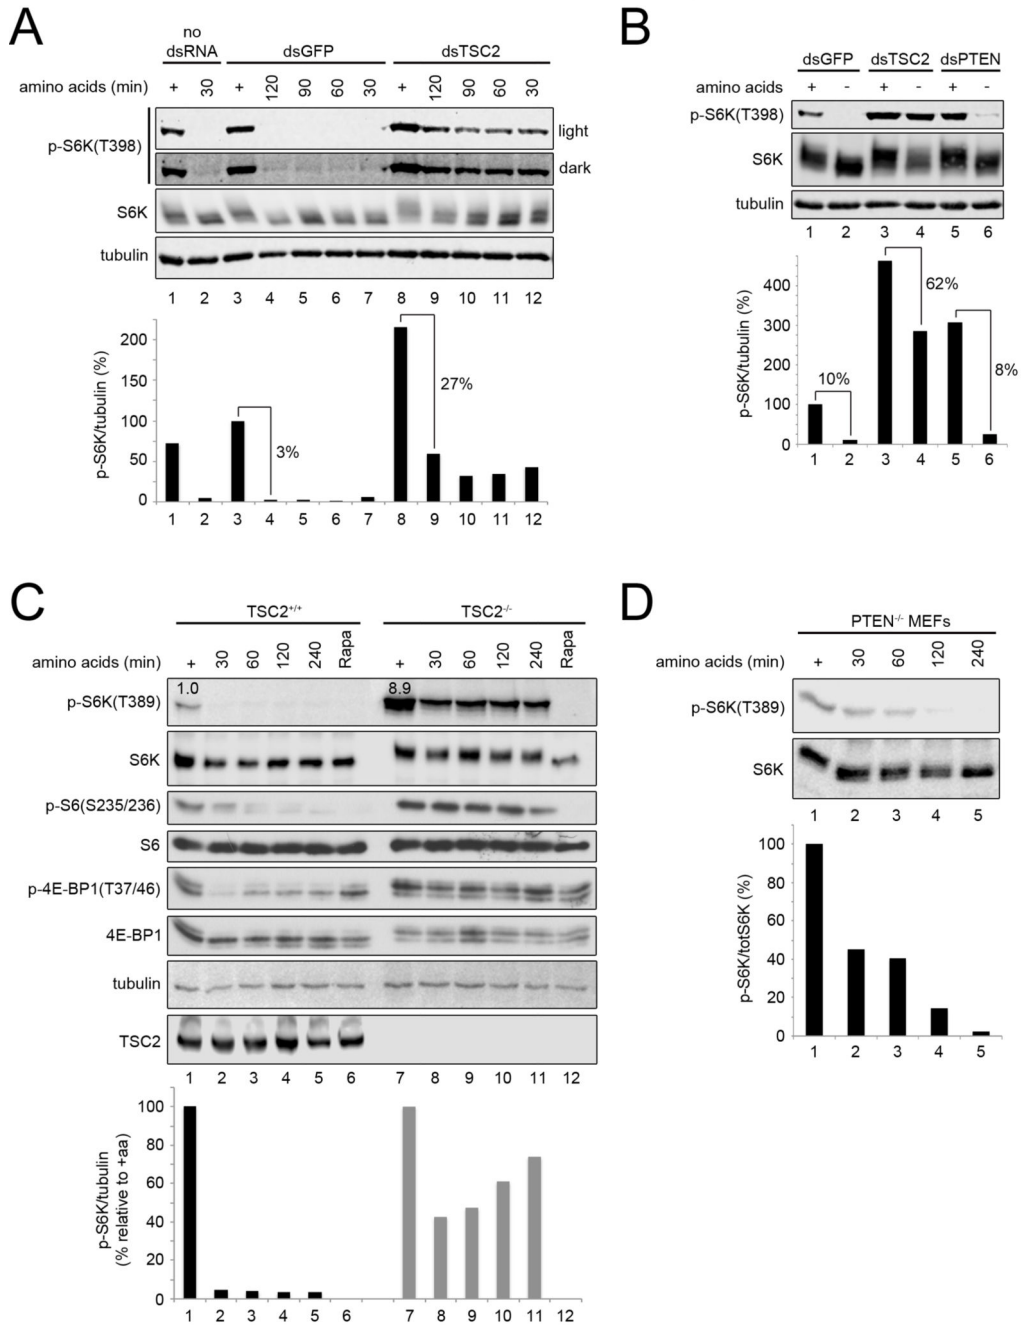 A
no
dsRNA dsGFP dsTSC2
amino acids (min) + 30 + 120 90 60 30 + 120 90 60 30
p-S6K(T398) light
dark
S6K
tubulin
1 2 3 4 5 6 7 8 9 10 11 12
p-S6K/tubulin (%)
200
150
100
50
0
3%
27%
1 2 3 4 5 6 7 8 9 10 11 12
B
dsGFP dsTSC2 dsPTEN
amino acids + - + - + -
p-S6K(T398)
S6K
tubulin
1 2 3 4 5 6
p-S6K/tubulin (%)
400
300
200
100
0
10%
62%
8%
1 2 3 4 5 6
C
TSC2+/+ TSC2-/-
amino acids (min) + 30 60 120 240 Rapa + 30 60 120 240 Rapa
p-S6K(T389) 1.0 8.9
S6K
p-S6(S235/236)
S6
p-4E-BP1(T37/46)
4E-BP1
tubulin
TSC2
1 2 3 4 5 6 7 8 9 10 11 12
p-S6K/tubulin
(% relative to +aa)
100
80
60
40
20
0
1 2 3 4 5 6 7 8 9 10 11 12
D
PTEN-/- MEFs
amino acids (min) + 30 60 120 240
p-S6K(T389)
S6K
1 2 3 4 5
p-S6K/totS6K (%)
100
80
60
40
20
0
1 2 3 4 5